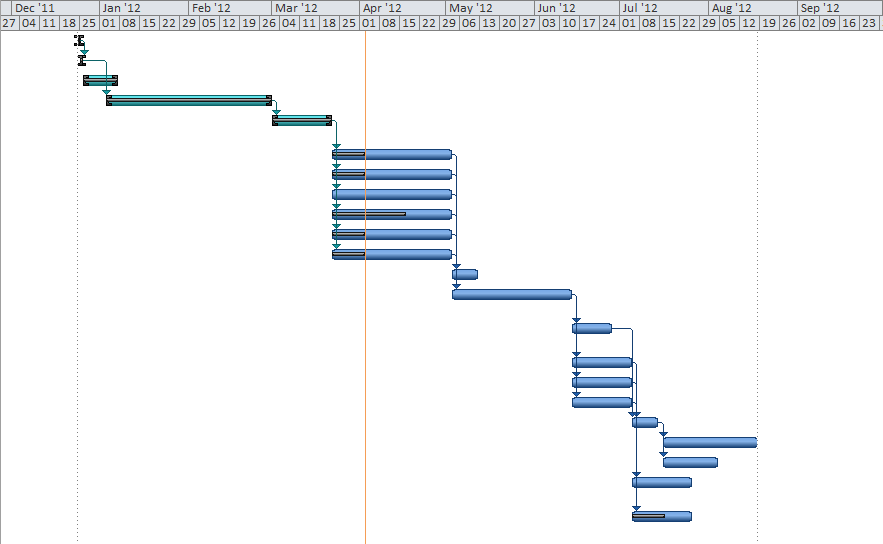 Dec '11 Jan '12 Feb '12 Mar '12 Apr '12 May '12 Jun '12 Jul '12 Aug '12 Sep '12
27 04 11 18 25 01 08 15 22 29 05 12 19 26 04 11 18 25 01 08 15 22 29 06 13 20 27 03 10 17 24 01 08 15 22 29 05 12 19 26 02 09 16 23